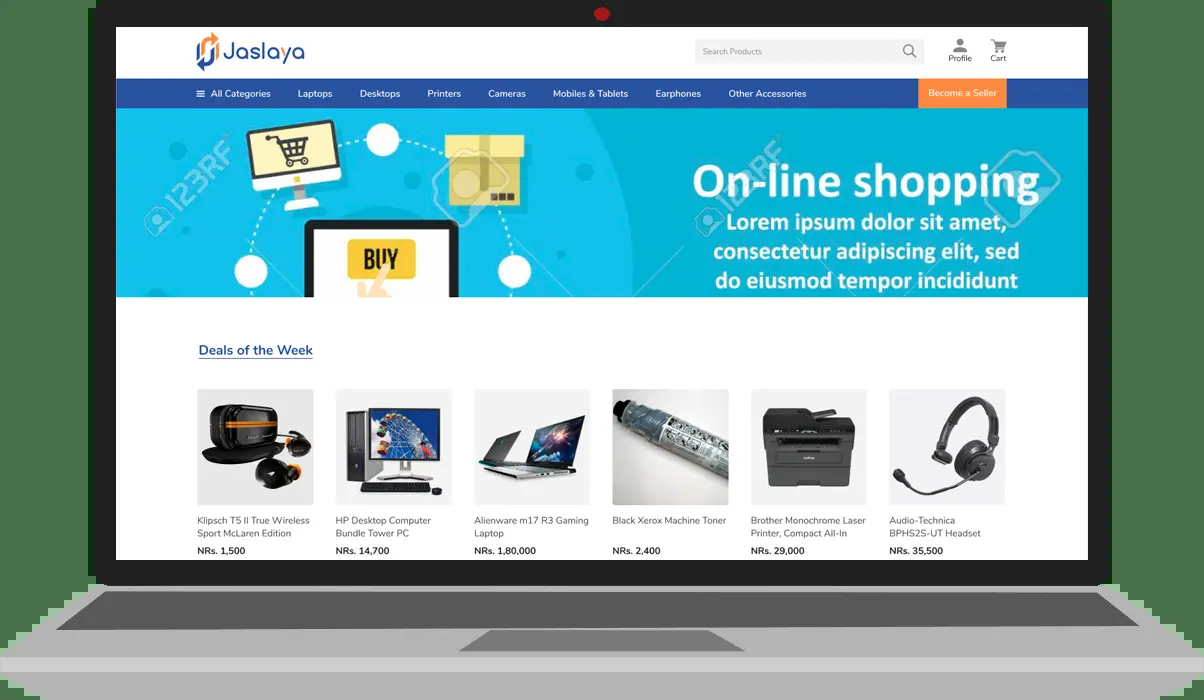 Jaslaya
Search Products
Profile
Cart
All Categories
Laptops
Desktops
Printers
Cameras
Mobiles & Tablets
Earphones
Other Accessories
Become a Seller
123RF
123RF
BUY
On-line shopping
Lorem ipsum dolor sit amet,
consectetur adipiscing elit, sed
do eiusmod tempor incididunt
Deals of the Week
Klipsch T5 II True Wireless
Sport McLaren Edition
NRs. 1,500
HP Desktop Computer
Bundle Tower PC
NRs. 14,700
Alienware m17 R3 Gaming
Laptop
NRs. 1,80,000
Black Xerox Machine Toner
NRs. 2,400
Brother Monochrome Laser
Printer, Compact All-In
NRs. 29,000
Audio-Technica
BPHS2S-UT Headset
NRs. 35,500